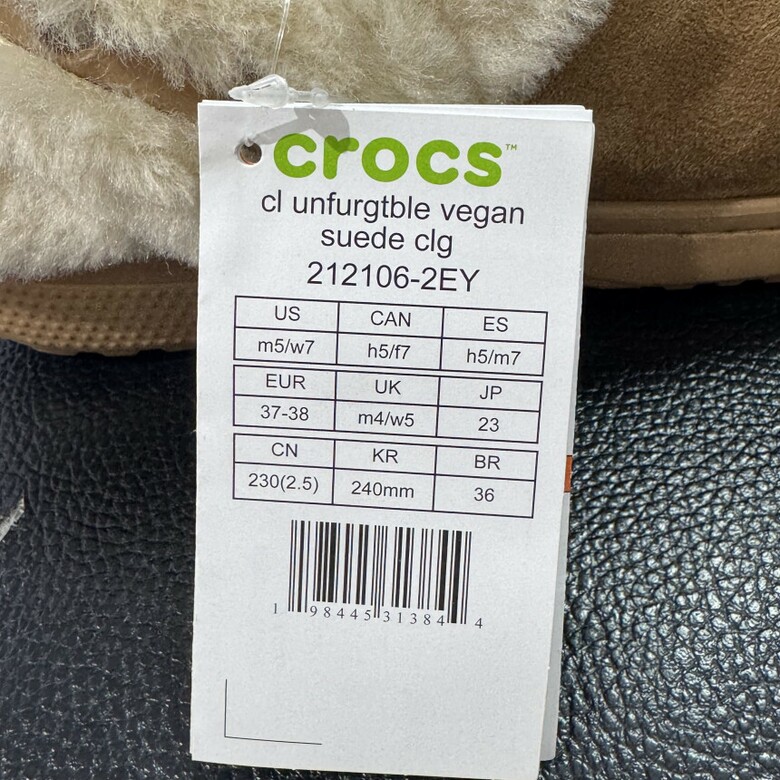 crocs™
cl unfurgtble vegan
suede clg
212106-2EY
US CAN ES
m5/w7 h5/f7 h5/m7
EUR UK JP
37-38 m4/w5 23
CN KR BR
230(2.5) 240mm 36
1 98445 31384 4